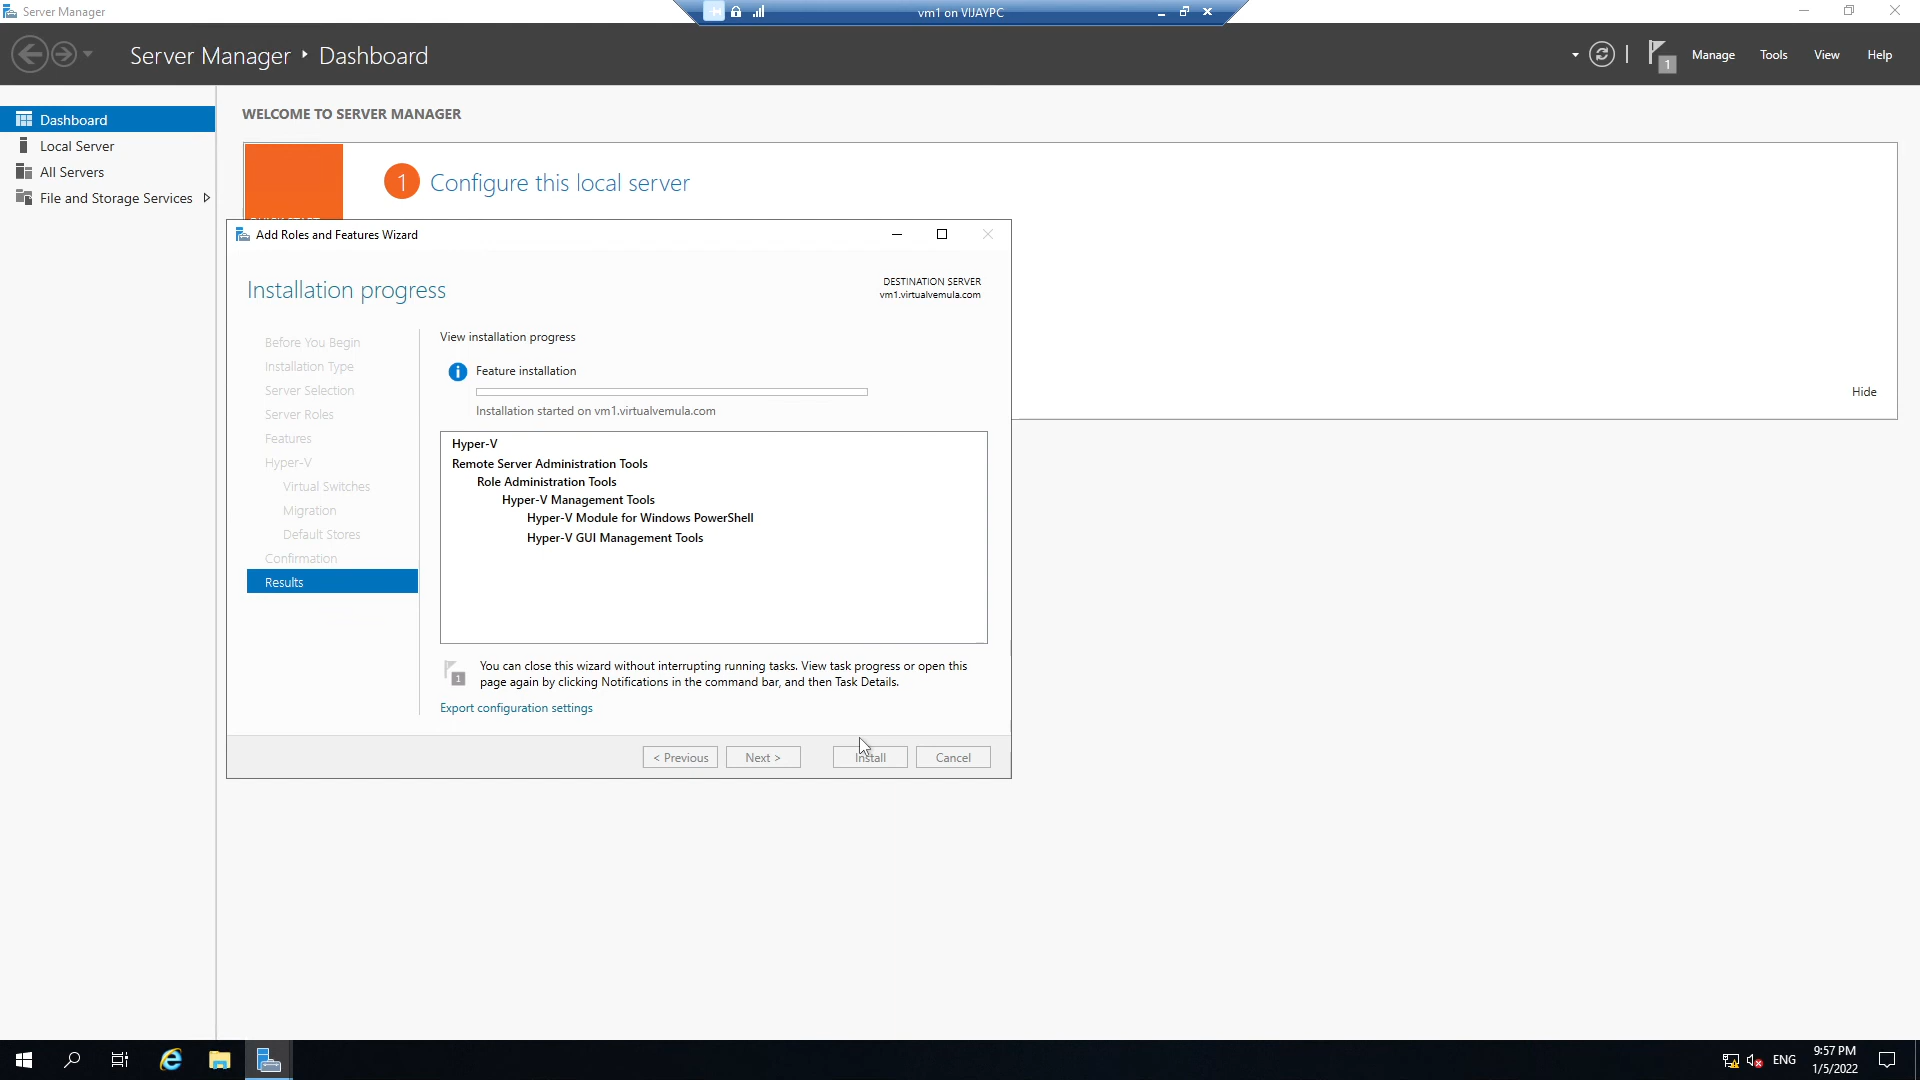 Server Manager
vm1 on VIJAYPC
Server Manager Dashboard
1
Manage
Tools
View
Help
Dashboard
Local Server
All Servers
File and Storage Services
WELCOME TO SERVER MANAGER
1 Configure this local server
Hide
Add Roles and Features Wizard
Installation progress
DESTINATION SERVER
vm1.virtualvemula.com
Before You Begin
Installation Type
Server Selection
Server Roles
Features
Hyper-V
Virtual Switches
Migration
Default Stores
Confirmation
Results
View installation progress
Feature installation
Installation started on vm1.virtualvemula.com
Hyper-V
Remote Server Administration Tools
Role Administration Tools
Hyper-V Management Tools
Hyper-V Module for Windows PowerShell
Hyper-V GUI Management Tools
1
You can close this wizard without interrupting running tasks. View task progress or open this
page again by clicking Notifications in the command bar, and then Task Details.
Export configuration settings
< Previous
Next >
Install
Cancel
ENG
9:57 PM
1/5/2022